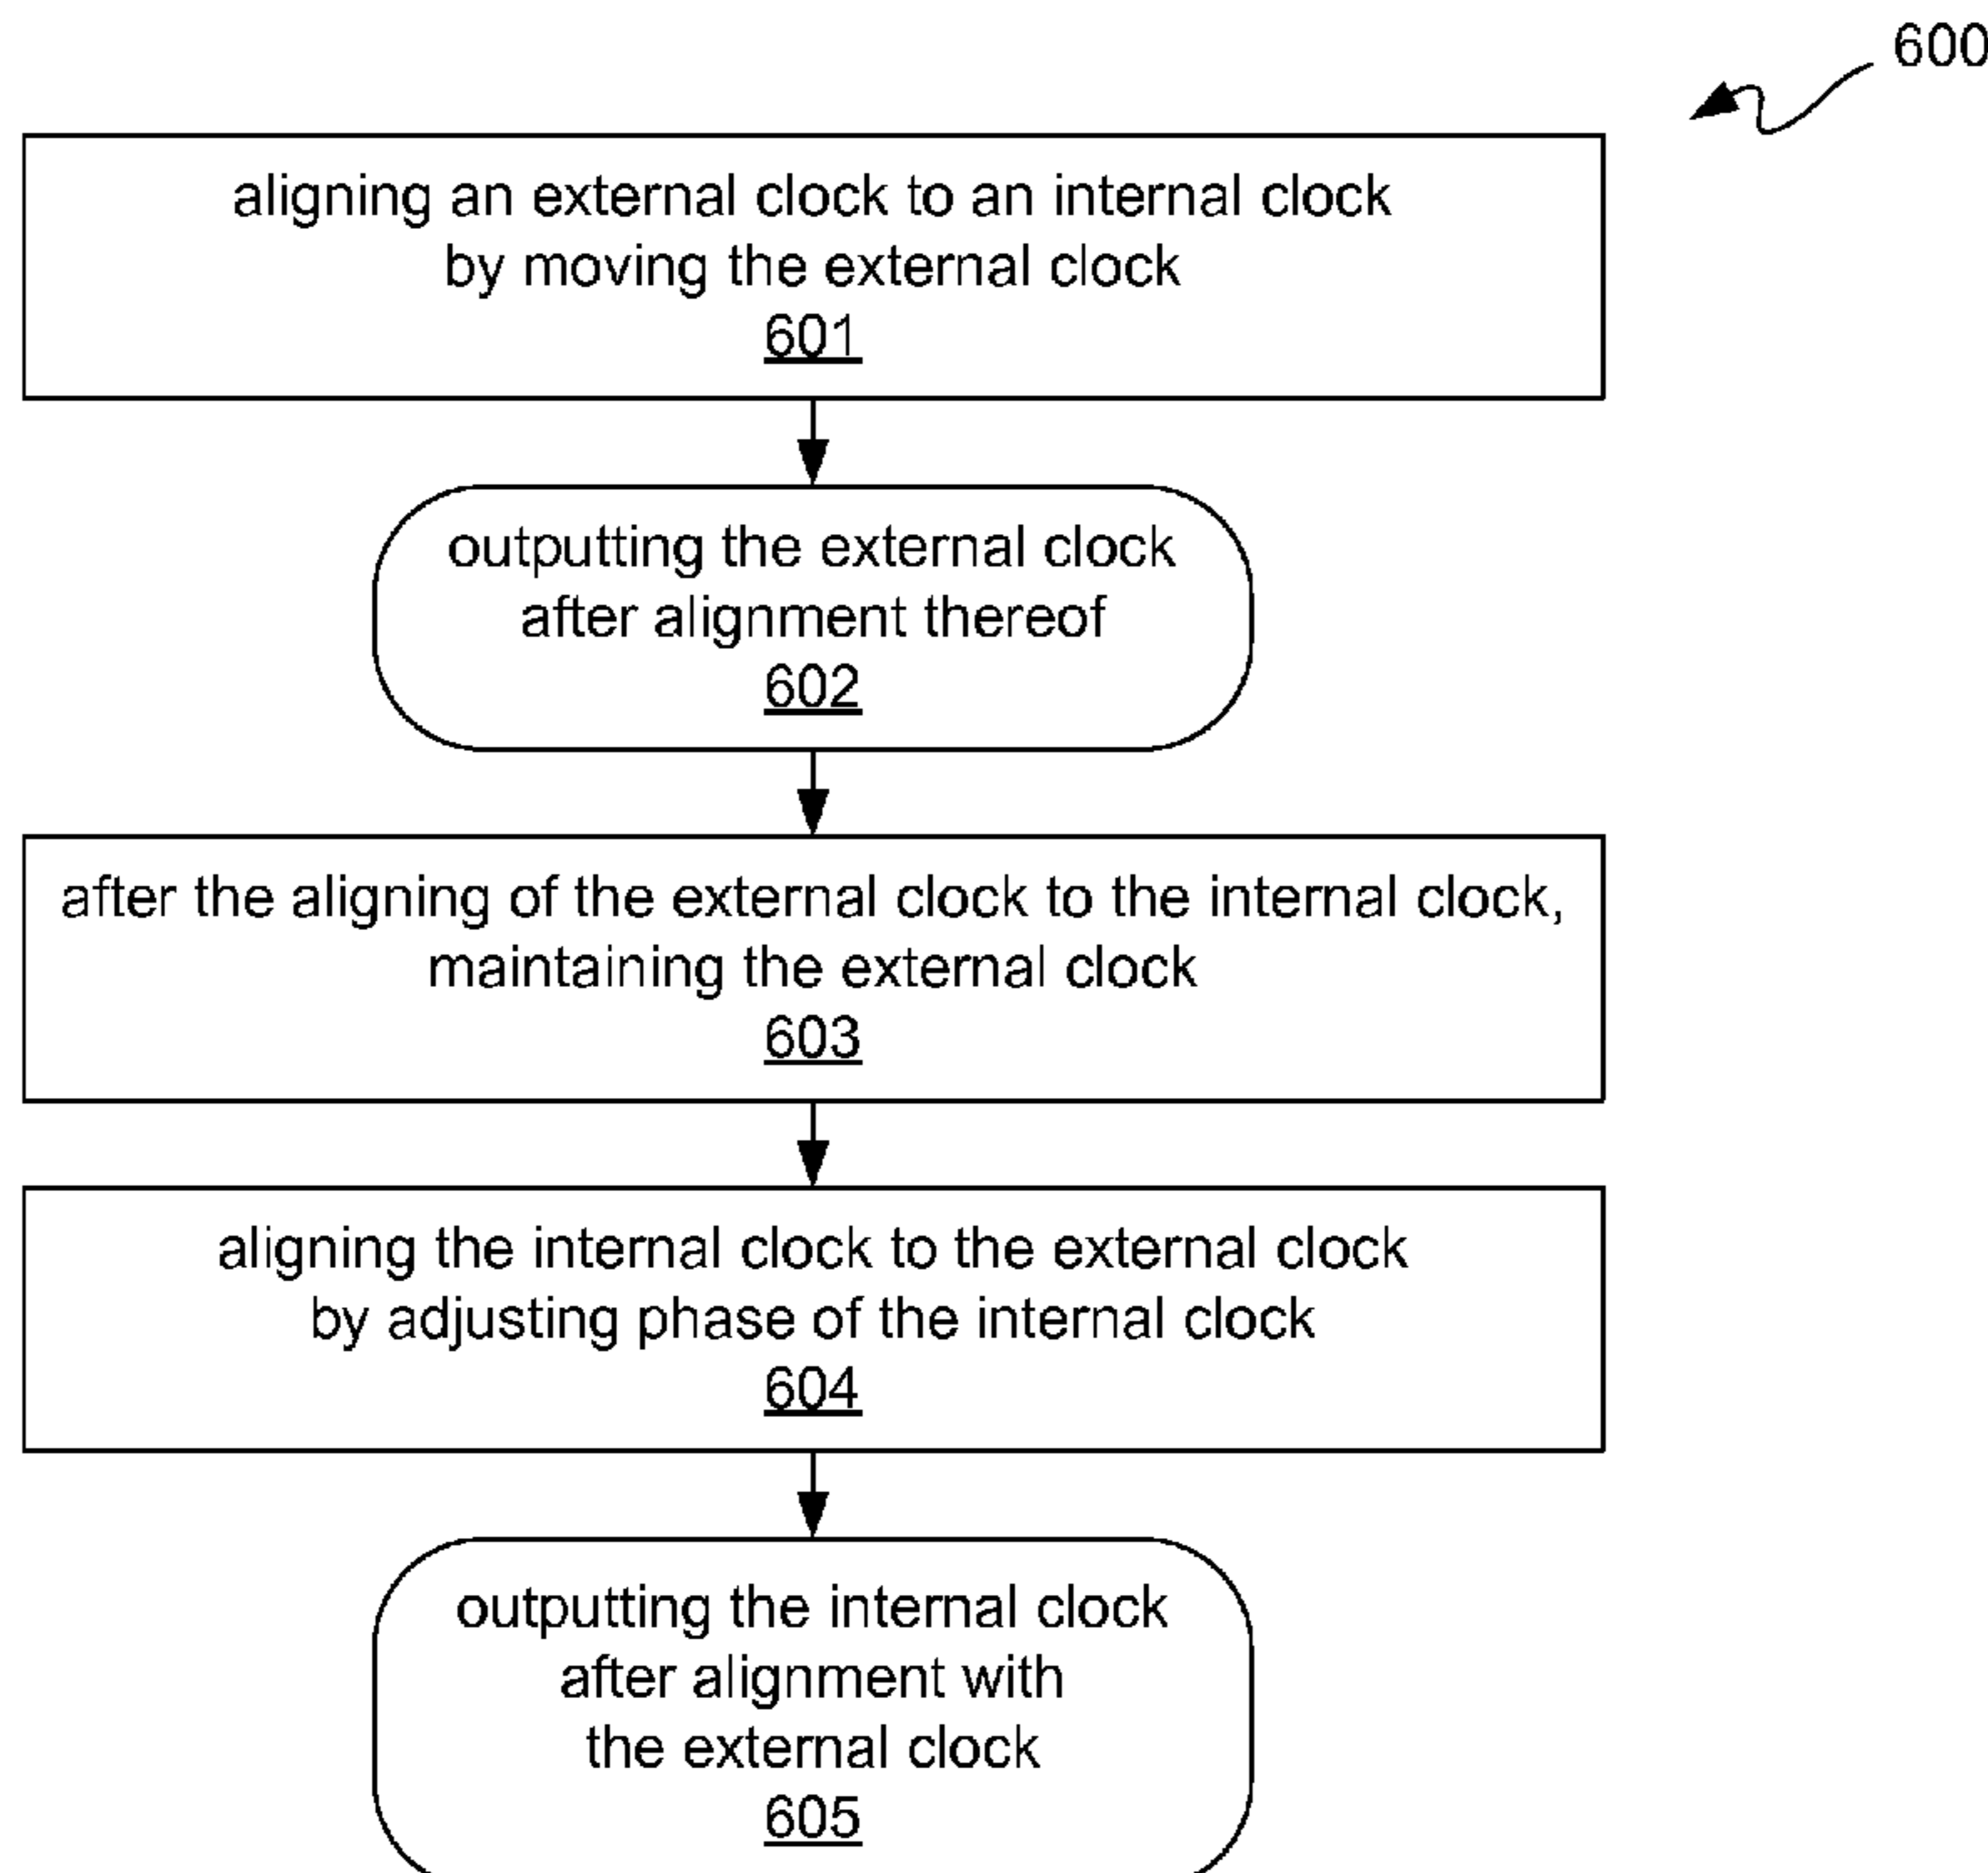 600
aligning an external clock to an internal clock
by moving the external clock
601
outputting the external clock
after alignment thereof
602
after the aligning of the external clock to the internal clock,
maintaining the external clock
603
aligning the internal clock to the external clock
by adjusting phase of the internal clock
604
outputting the internal clock
after alignment with
the external clock
605